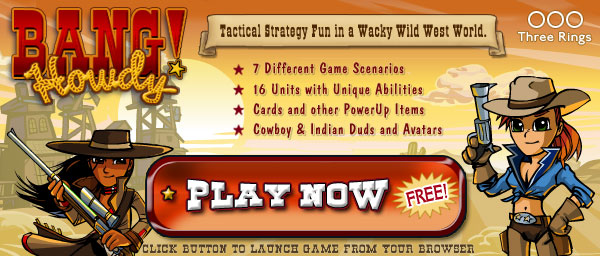 BANG!
Howdy
Tactical Strategy Fun in a Wacky Wild West World.
OOO
Three Rings
7 Different Game Scenarios
16 Units with Unique Abilities
Cards and other PowerUp Items
Cowboy & Indian Duds and Avatars
PLAY NOW
FREE!
CLICK BUTTON TO LAUNCH GAME FROM YOUR BROWSER